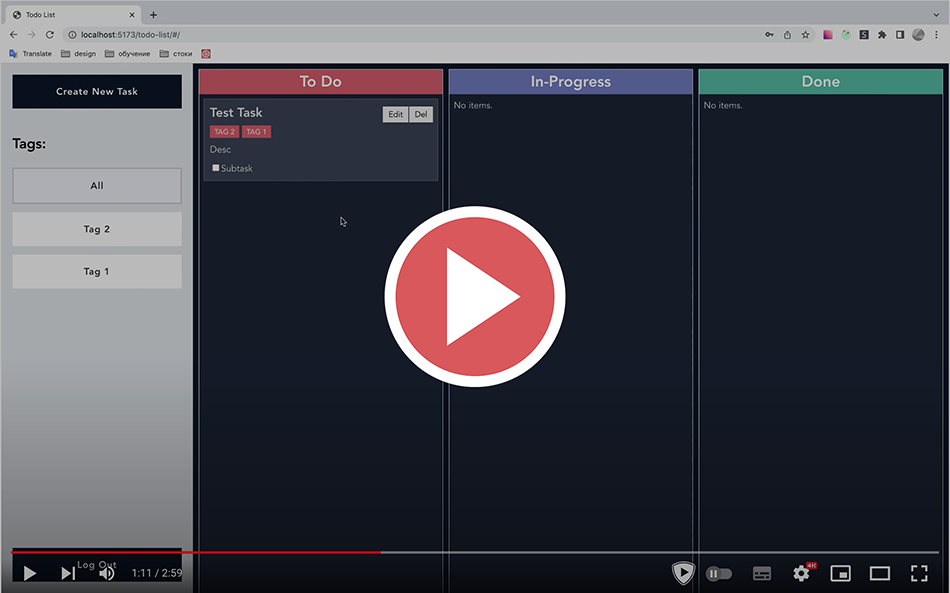 Todo List
localhost:5173/todo-list/#/
Translate design обучение стоки
Create New Task
Tags:
All
Tag 2
Tag 1
Log Out
To Do
Test Task
Edit Del
TAG 2 TAG 1
Desc
Subtask
In-Progress
No items.
Done
No items.
1:11 / 2:59
4K